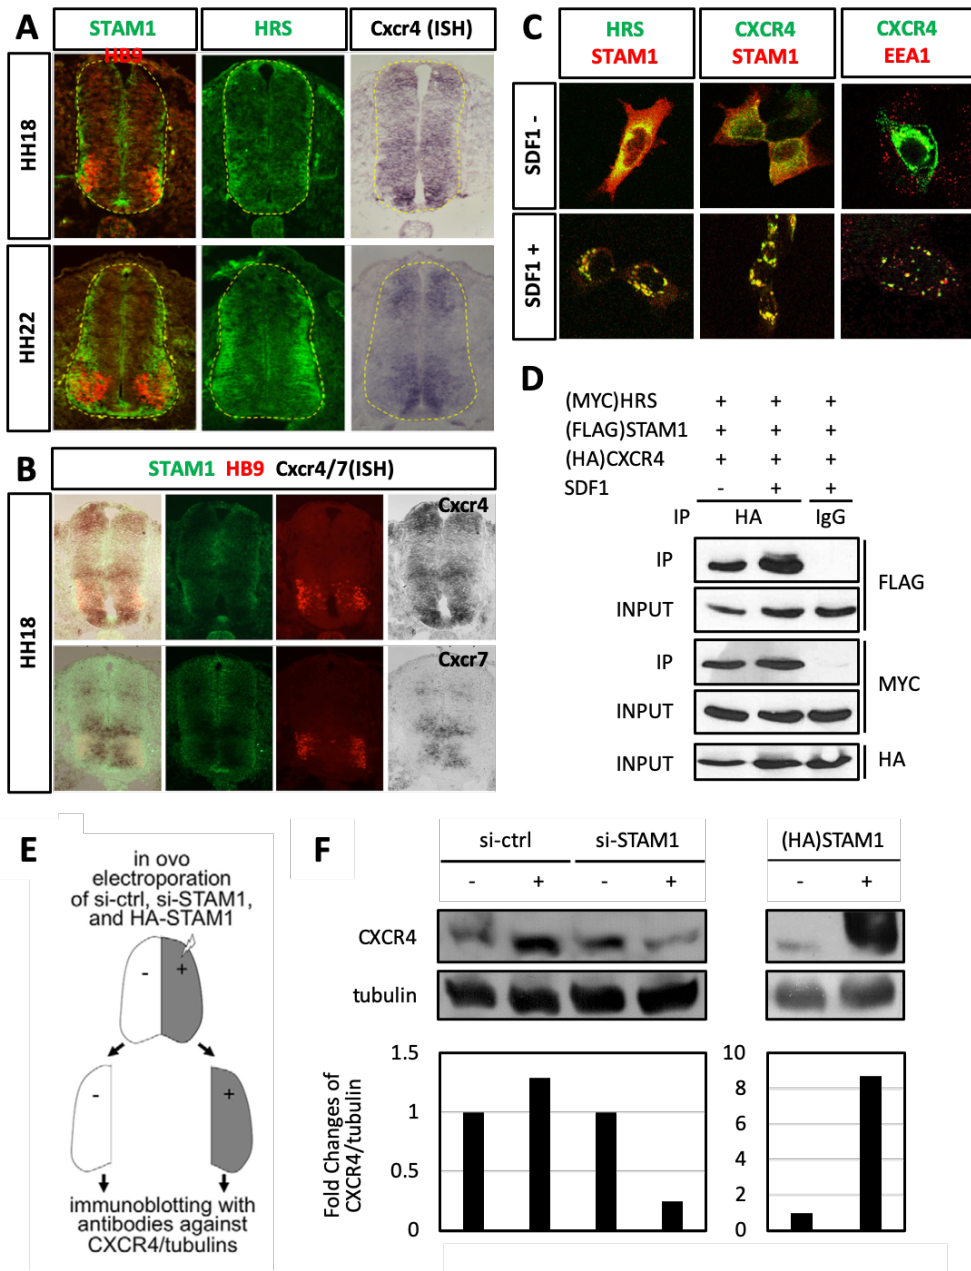 A
STAM1
HB9
HRS
Cxcr4 (ISH)
HH18
HH22
B
STAM1 HB9 Cxcr4/7(ISH)
HH18
Cxcr4
Cxcr7
C
HRS
STAM1
CXCR4
STAM1
CXCR4
EEA1
SDF1 -
SDF1 +
D
(MYC)HRS + + +
(FLAG)STAM1 + + +
(HA)CXCR4 + + +
SDF1 - + +
IP HA IgG
IP
INPUT
FLAG
IP
INPUT
MYC
INPUT
HA
E
in ovo
electroporation
of si-ctrl, si-STAM1,
and HA-STAM1
- +
- +
immunoblotting with
antibodies against
CXCR4/tubulins
F
si-ctrl si-STAM1 (HA)STAM1
- + - + - +
CXCR4
tubulin
Fold Changes of
CXCR4/tubulin
1.5
1
0.5
0
10
8
6
4
2
0